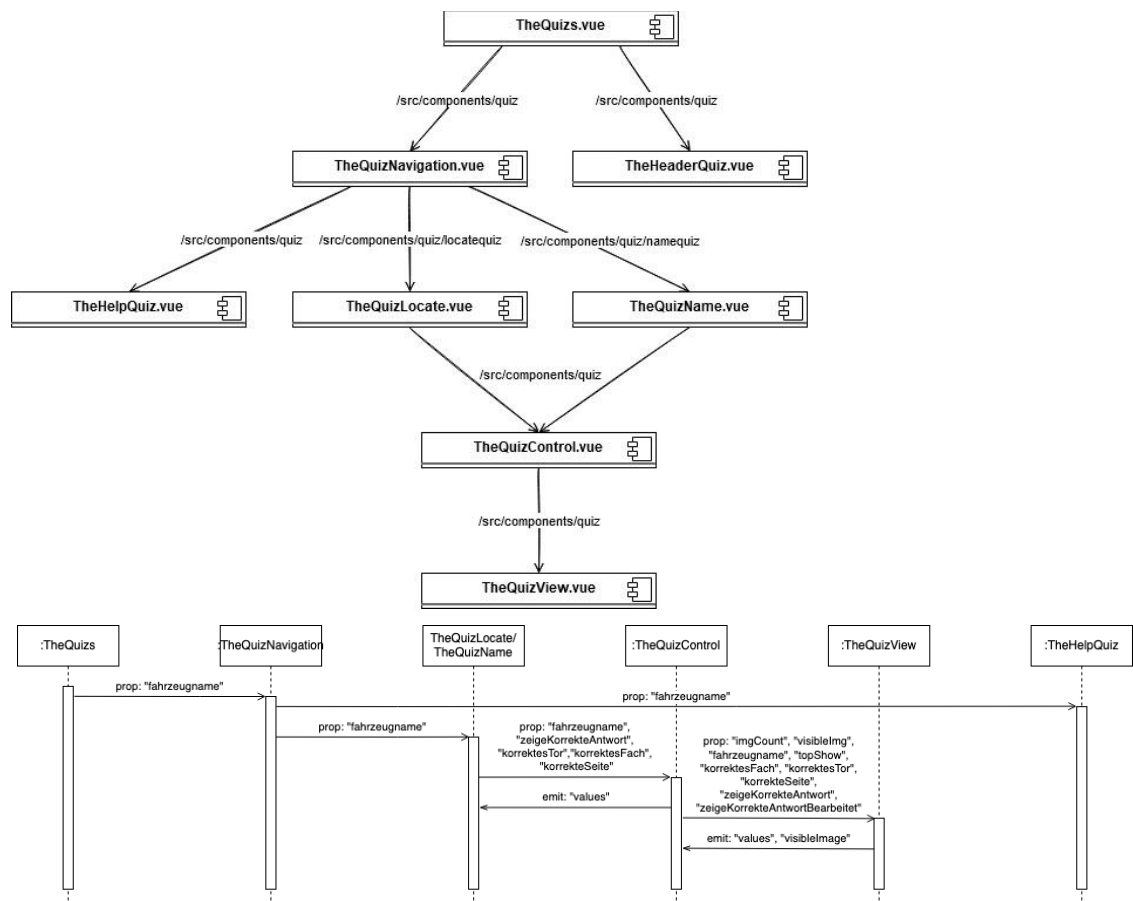 TheQuizs.vue
/src/components/quiz
/src/components/quiz
TheQuizNavigation.vue
TheHeaderQuiz.vue
/src/components/quiz
/src/components/quiz/locatequiz
/src/components/quiz/namequiz
TheHelpQuiz.vue
TheQuizLocate.vue
TheQuizName.vue
/src/components/quiz
TheQuizControl.vue
/src/components/quiz
TheQuizView.vue
:TheQuizs
:TheQuizNavigation
TheQuizLocate/
TheQuizName
:TheQuizControl
:TheQuizView
:TheHelpQuiz
prop: "fahrzeugname"
prop: "fahrzeugname"
prop: "fahrzeugname"
prop: "fahrzeugname",
"zeigeKorrekteAntwort",
"korrektesTor","korrektesFach",
"korrekteSeite"
emit: "values"
prop: "imgCount", "visibleImg",
"fahrzeugname", "topShow",
"korrektesFach", "korrektesTor",
"korrekteSeite",
"zeigeKorrekteAntwort",
"zeigeKorrekteAntwortBearbeitet"
emit: "values", "visibleImage"